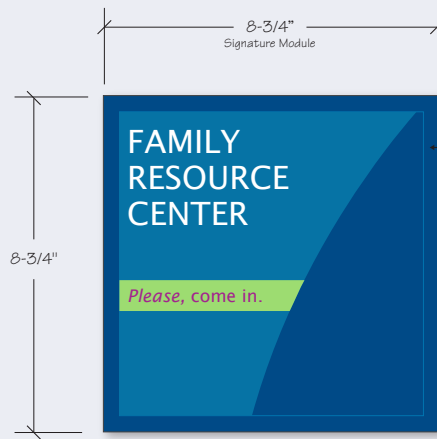 8-3/4”
Signature Module
FAMILY
RESOURCE
CENTER
8-3/4"
Please, come in.